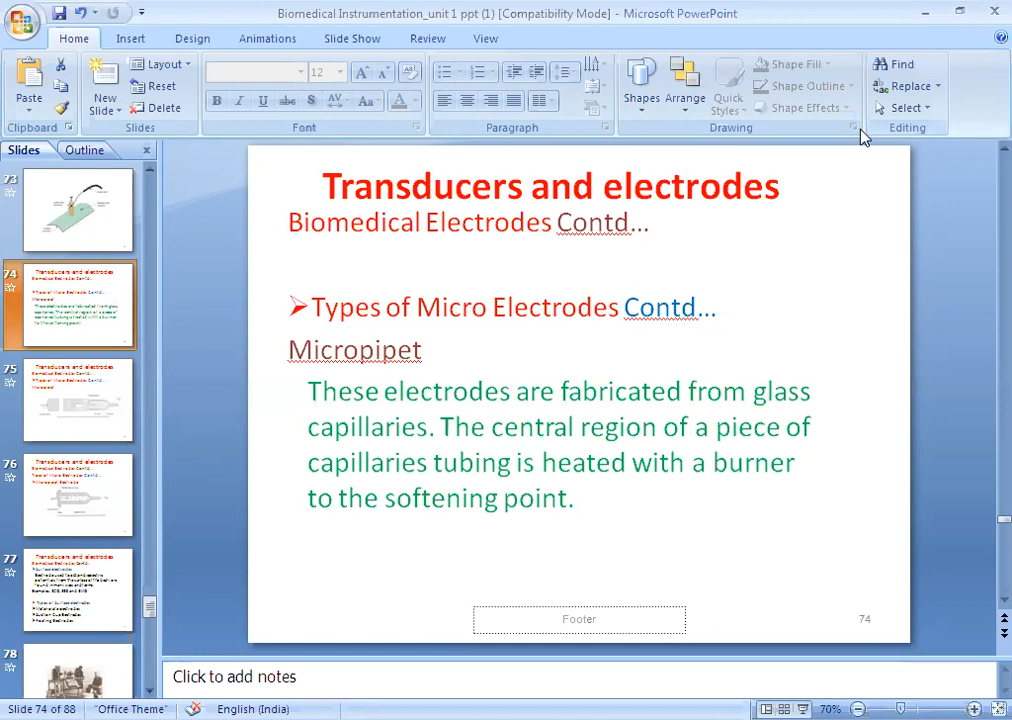 Biomedical Instrumentation_unit 1 ppt (1) [Compatibility Mode] - Microsoft PowerPoint
Home Insert Design Animations Slide Show Review View
Paste
Clipboard
New Slide
Layout
Reset
Delete
Slides
12
B I U abc S AV Aa A
Font
Paragraph
Shapes Arrange Quick Styles
Shape Fill
Shape Outline
Shape Effects
Drawing
Find
Replace
Select
Editing
Slides Outline
73
74
75
76
77
78
Transducers and electrodes
Biomedical Electrodes Contd...
Types of Micro Electrodes Contd...
Micropipet
These electrodes are fabricated from glass
capillaries. The central region of a piece of
capillaries tubing is heated with a burner
to the softening point.
Footer
74
Click to add notes
Slide 74 of 88 "Office Theme" English (India) 70%